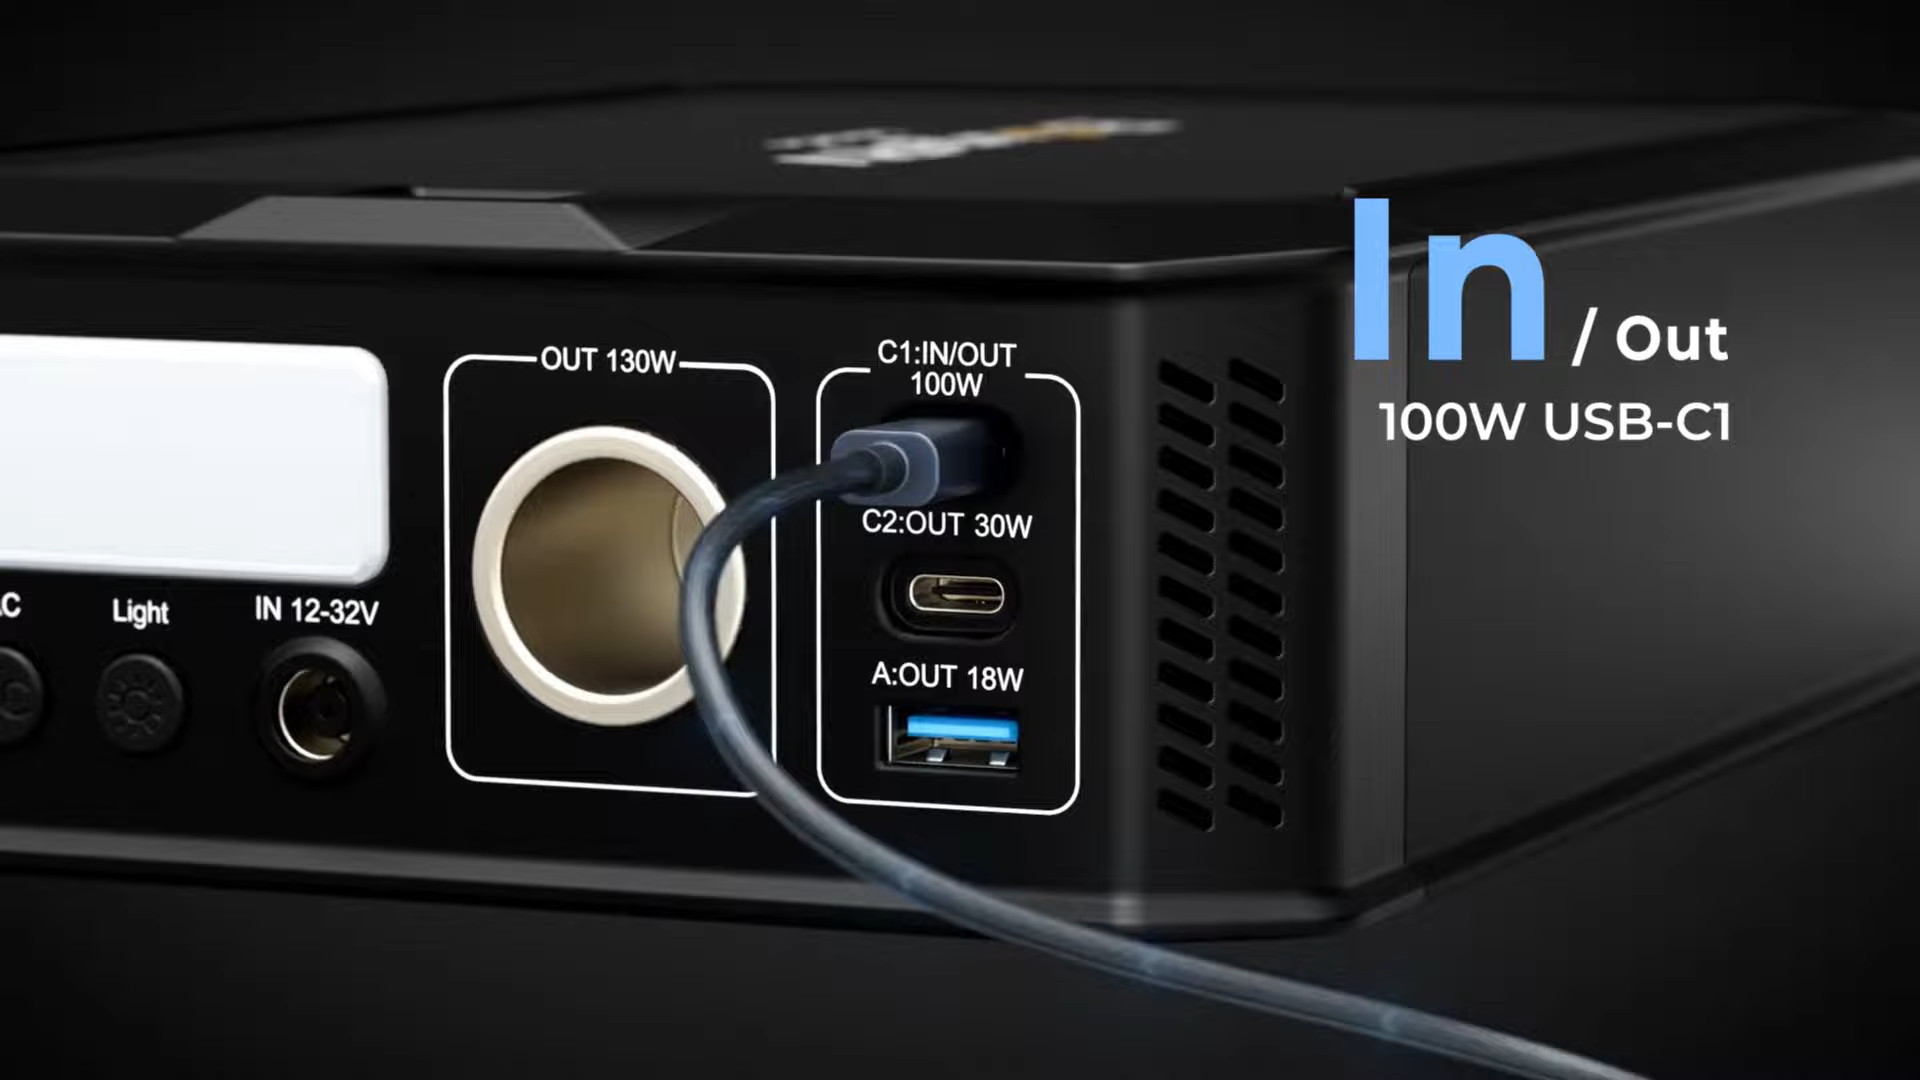 In / Out
100W USB-C1
OUT 130W
C1:IN/OUT
100W
C2:OUT 30W
A:OUT 18W
Light
IN 12-32V